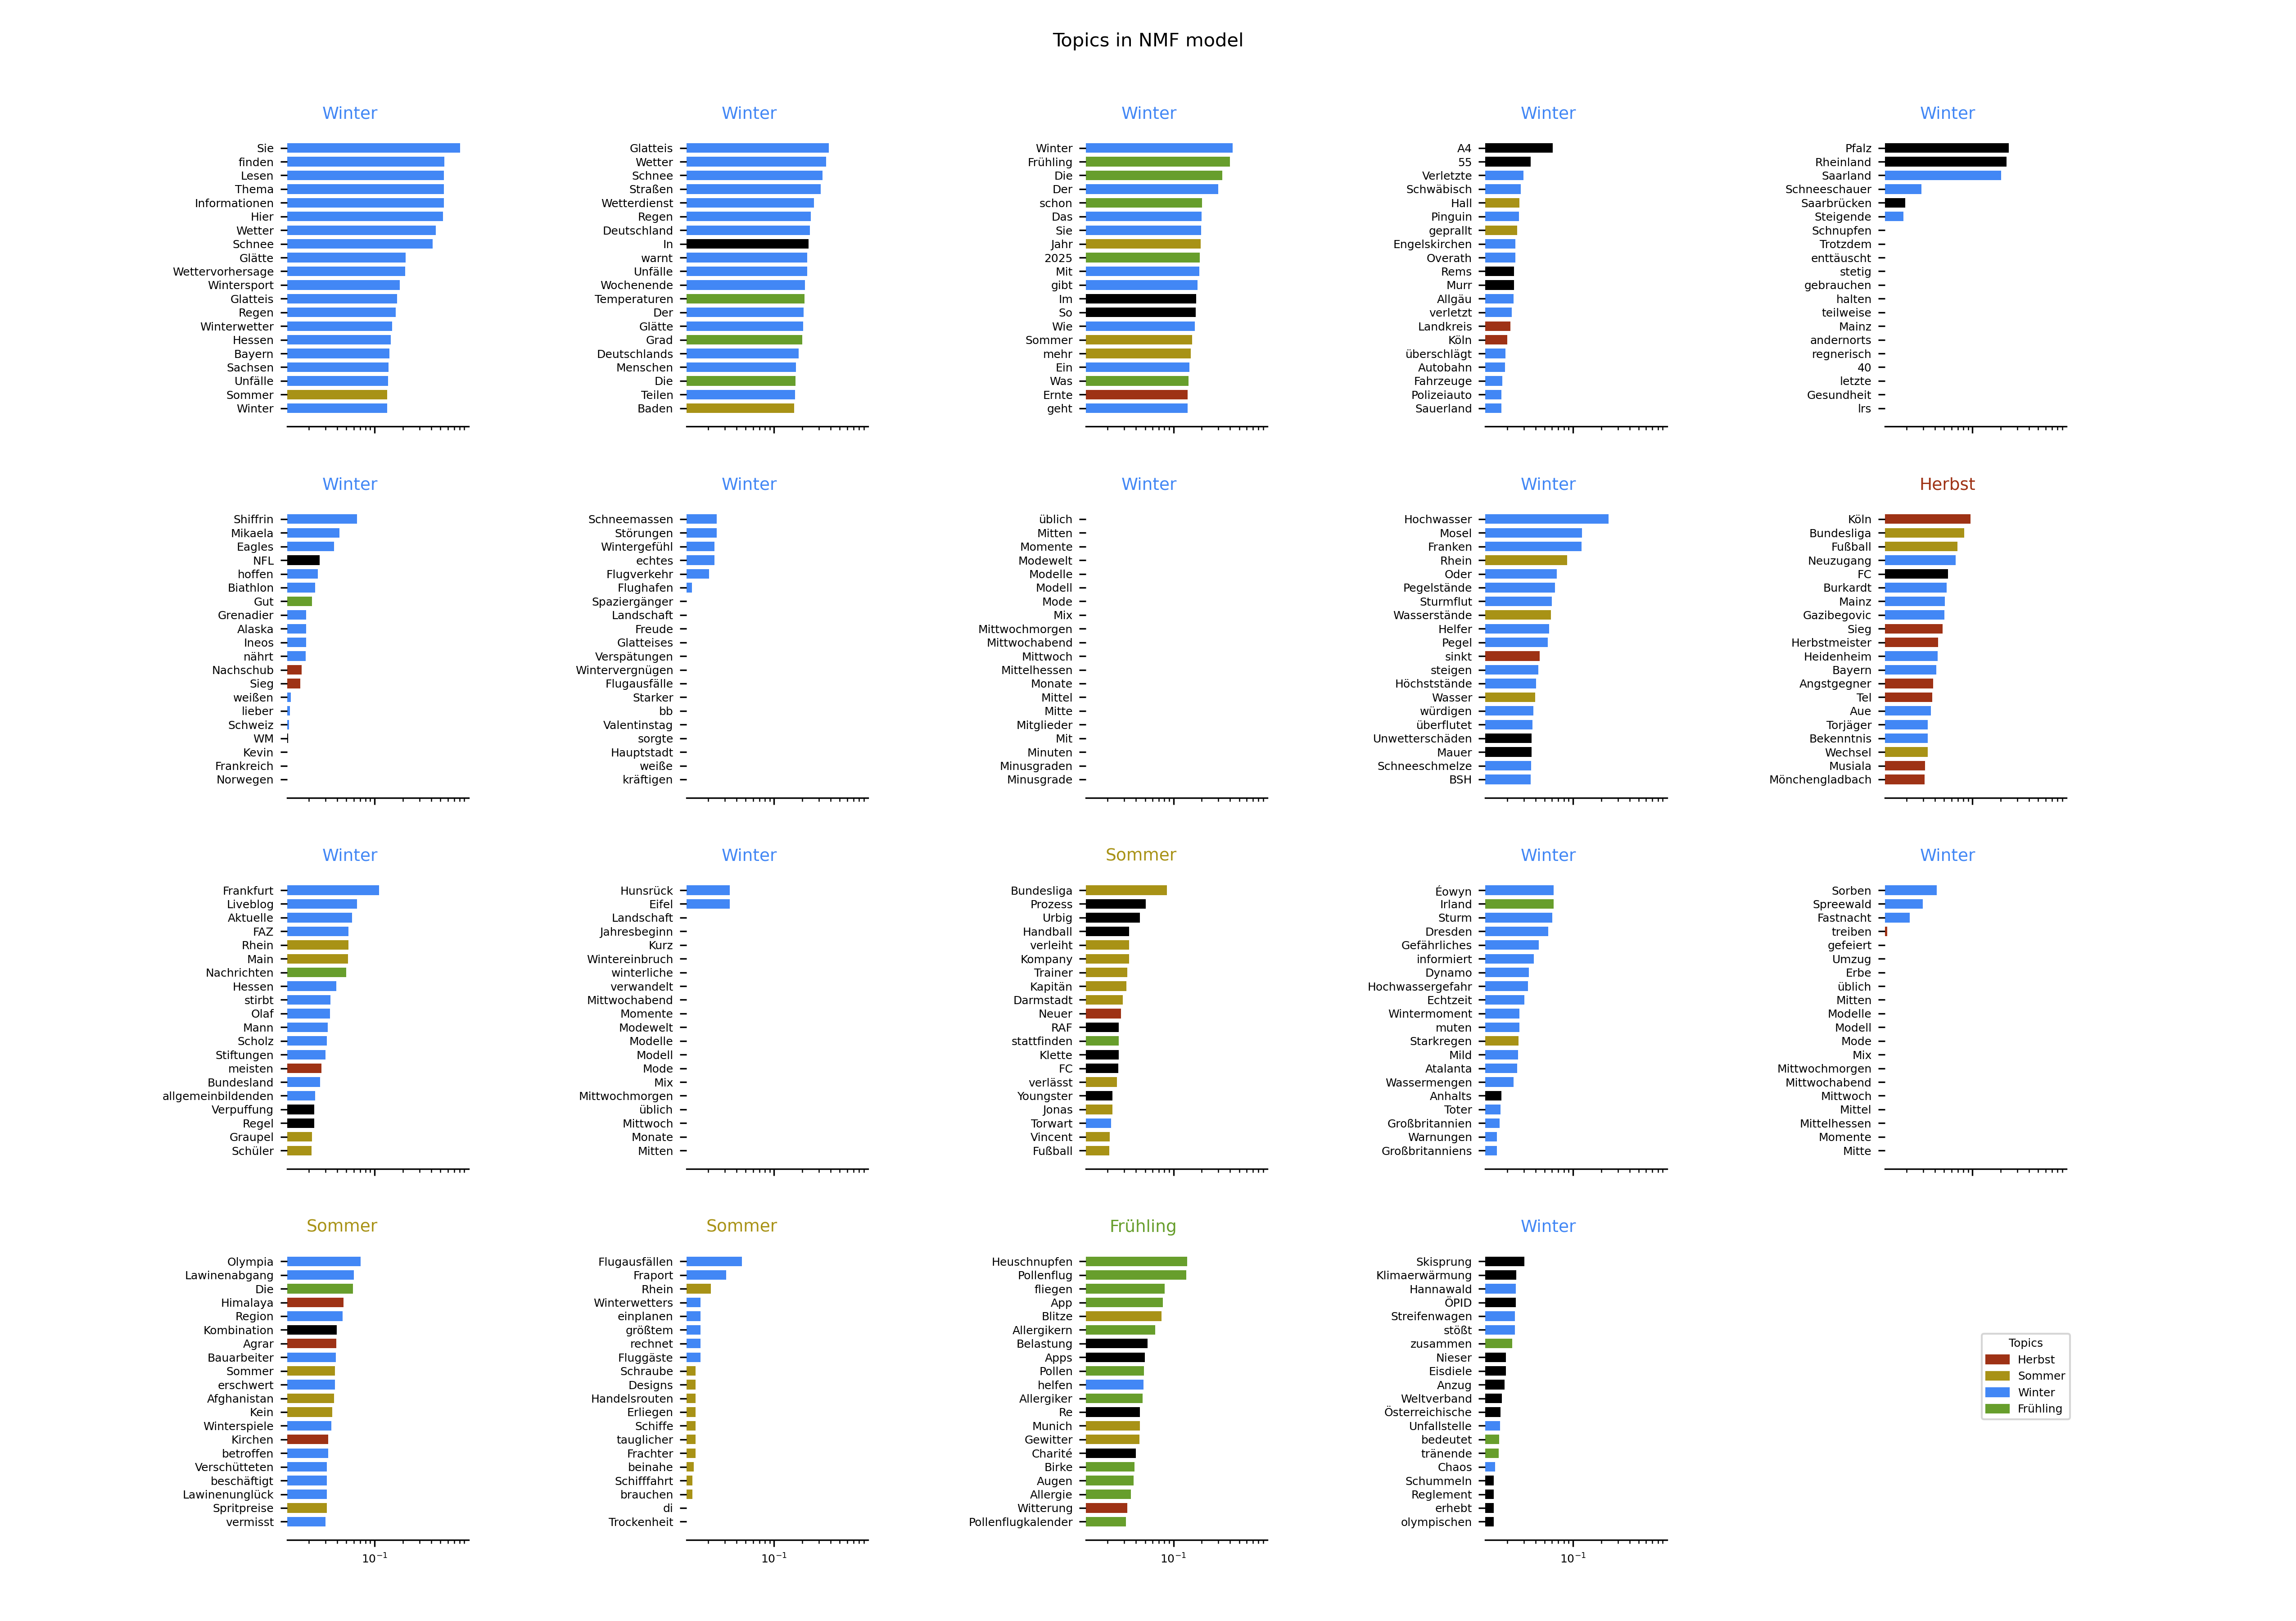 Topics in NMF model
Winter
Sie
finden
Lesen
Thema
Informationen
Hier
Wetter
Schnee
Glätte
Wettervorhersage
Wintersport
Glatteis
Regen
Winterwetter
Hessen
Bayern
Sachsen
Unfälle
Sommer
Winter
Winter
Glatteis
Wetter
Schnee
Straßen
Wetterdienst
Regen
Deutschland
In
warnt
Unfälle
Wochenende
Temperaturen
Der
Glätte
Grad
Deutschlands
Menschen
Die
Teilen
Baden
Winter
Winter
Frühling
Die
Der
schon
Das
Sie
Jahr
2025
Mit
gibt
Im
So
Wie
Sommer
mehr
Ein
Was
Ernte
geht
Winter
A4
55
Verletzte
Schwäbisch
Hall
Pinguin
geprallt
Engelskirchen
Overath
Rems
Murr
Allgäu
verletzt
Landkreis
Köln
überschlägt
Autobahn
Fahrzeuge
Polizeiauto
Sauerland
Winter
Pfalz
Rheinland
Saarland
Schneeschauer
Saarbrücken
Steigende
Schnupfen
Trotzdem
enttäuscht
stetig
gebrauchen
halten
teilweise
Mainz
andernorts
regnerisch
40
letzte
Gesundheit
lrs
Winter
Shiffrin
Mikaela
Eagles
NFL
hoffen
Biathlon
Gut
Grenadier
Alaska
Ineos
nährt
Nachschub
Sieg
weißen
lieber
Schweiz
WM
Kevin
Frankreich
Norwegen
Winter
Schneemassen
Störungen
Wintergefühl
echtes
Flugverkehr
Flughafen
Spaziergänger
Landschaft
Freude
Glatteises
Verspätungen
Wintervergnügen
Flugausfälle
Starker
bb
Valentinstag
sorgte
Hauptstadt
weiße
kräftigen
Winter
üblich
Mitten
Momente
Modewelt
Modelle
Modell
Mode
Mix
Mittwochmorgen
Mittwochabend
Mittwoch
Mittelhessen
Monate
Mittel
Mitte
Mitglieder
Mit
Minuten
Minusgraden
Minusgrade
Winter
Hochwasser
Mosel
Franken
Rhein
Oder
Pegelstände
Sturmflut
Wasserstände
Helfer
Pegel
sinkt
steigen
Höchststände
Wasser
würdigen
überflutet
Unwetterschäden
Mauer
Schneeschmelze
BSH
Herbst
Köln
Bundesliga
Fußball
Neuzugang
FC
Burkardt
Mainz
Gazibegovic
Sieg
Herbstmeister
Heidenheim
Bayern
Angstgegner
Tel
Aue
Torjäger
Bekenntnis
Wechsel
Musiala
Mönchengladbach
Winter
Frankfurt
Liveblog
Aktuelle
FAZ
Rhein
Main
Nachrichten
Hessen
stirbt
Olaf
Mann
Scholz
Stiftungen
meisten
Bundesland
allgemeinbildenden
Verpuffung
Regel
Graupel
Schüler
Winter
Hunsrück
Eifel
Landschaft
Jahresbeginn
Kurz
Wintereinbruch
winterliche
verwandelt
Mittwochabend
Momente
Modewelt
Modelle
Modell
Mode
Mix
Mittwochmorgen
üblich
Mittwoch
Monate
Mitten
Sommer
Bundesliga
Prozess
Urbig
Handball
verleiht
Kompany
Trainer
Kapitän
Darmstadt
Neuer
RAF
stattfinden
Klette
FC
verlässt
Youngster
Jonas
Torwart
Vincent
Fußball
Winter
Éowyn
Irland
Sturm
Dresden
Gefährliches
informiert
Dynamo
Hochwassergefahr
Echtzeit
Wintermoment
muten
Starkregen
Mild
Atalanta
Wassermengen
Anhalts
Toter
Großbritannien
Warnungen
Großbritanniens
Winter
Sorben
Spreewald
Fastnacht
treiben
gefeiert
Umzug
Erbe
üblich
Mitten
Modelle
Modell
Mode
Mix
Mittwochmorgen
Mittwochabend
Mittwoch
Mittel
Mittelhessen
Momente
Mitte
Sommer
Olympia
Lawinenabgang
Die
Himalaya
Region
Kombination
Agrar
Bauarbeiter
Sommer
erschwert
Afghanistan
Kein
Winterspiele
Kirchen
betroffen
Verschütteten
beschäftigt
Lawinenunglück
Spritpreise
vermisst
10⁻¹
Sommer
Flugausfällen
Fraport
Rhein
Winterwetters
einplanen
größtem
rechnet
Fluggäste
Schraube
Designs
Handelsrouten
Erliegen
Schiffe
tauglicher
Frachter
beinahe
Schifffahrt
brauchen
di
Trockenheit
10⁻¹
Frühling
Heuschnupfen
Pollenflug
fliegen
App
Blitze
Allergikern
Belastung
Apps
Pollen
helfen
Allergiker
Re
Munich
Gewitter
Charité
Birke
Augen
Allergie
Witterung
Pollenflugkalender
10⁻¹
Winter
Skisprung
Klimaerwärmung
Hannawald
ÖPID
Streifenwagen
stößt
zusammen
Nieser
Eisdiele
Anzug
Weltverband
Österreichische
Unfallstelle
bedeutet
tränende
Chaos
Schummeln
Reglement
erhebt
olympischen
10⁻¹
Topics
Herbst
Sommer
Winter
Frühling